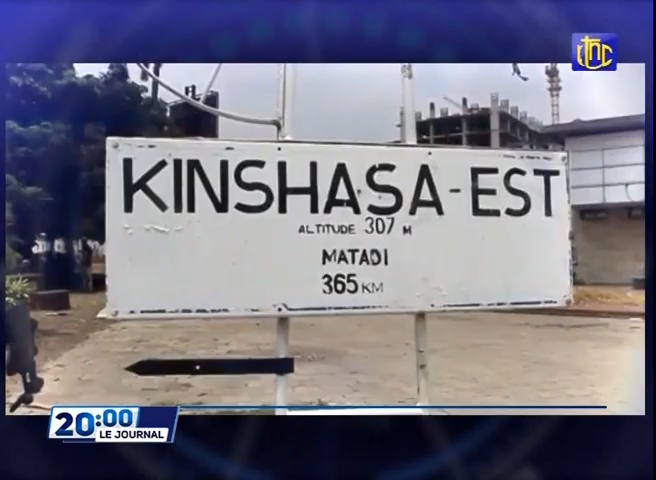 KINSHASA-EST
ALTITUDE 307 M
MATADI
365 KM
20:00
LE JOURNAL